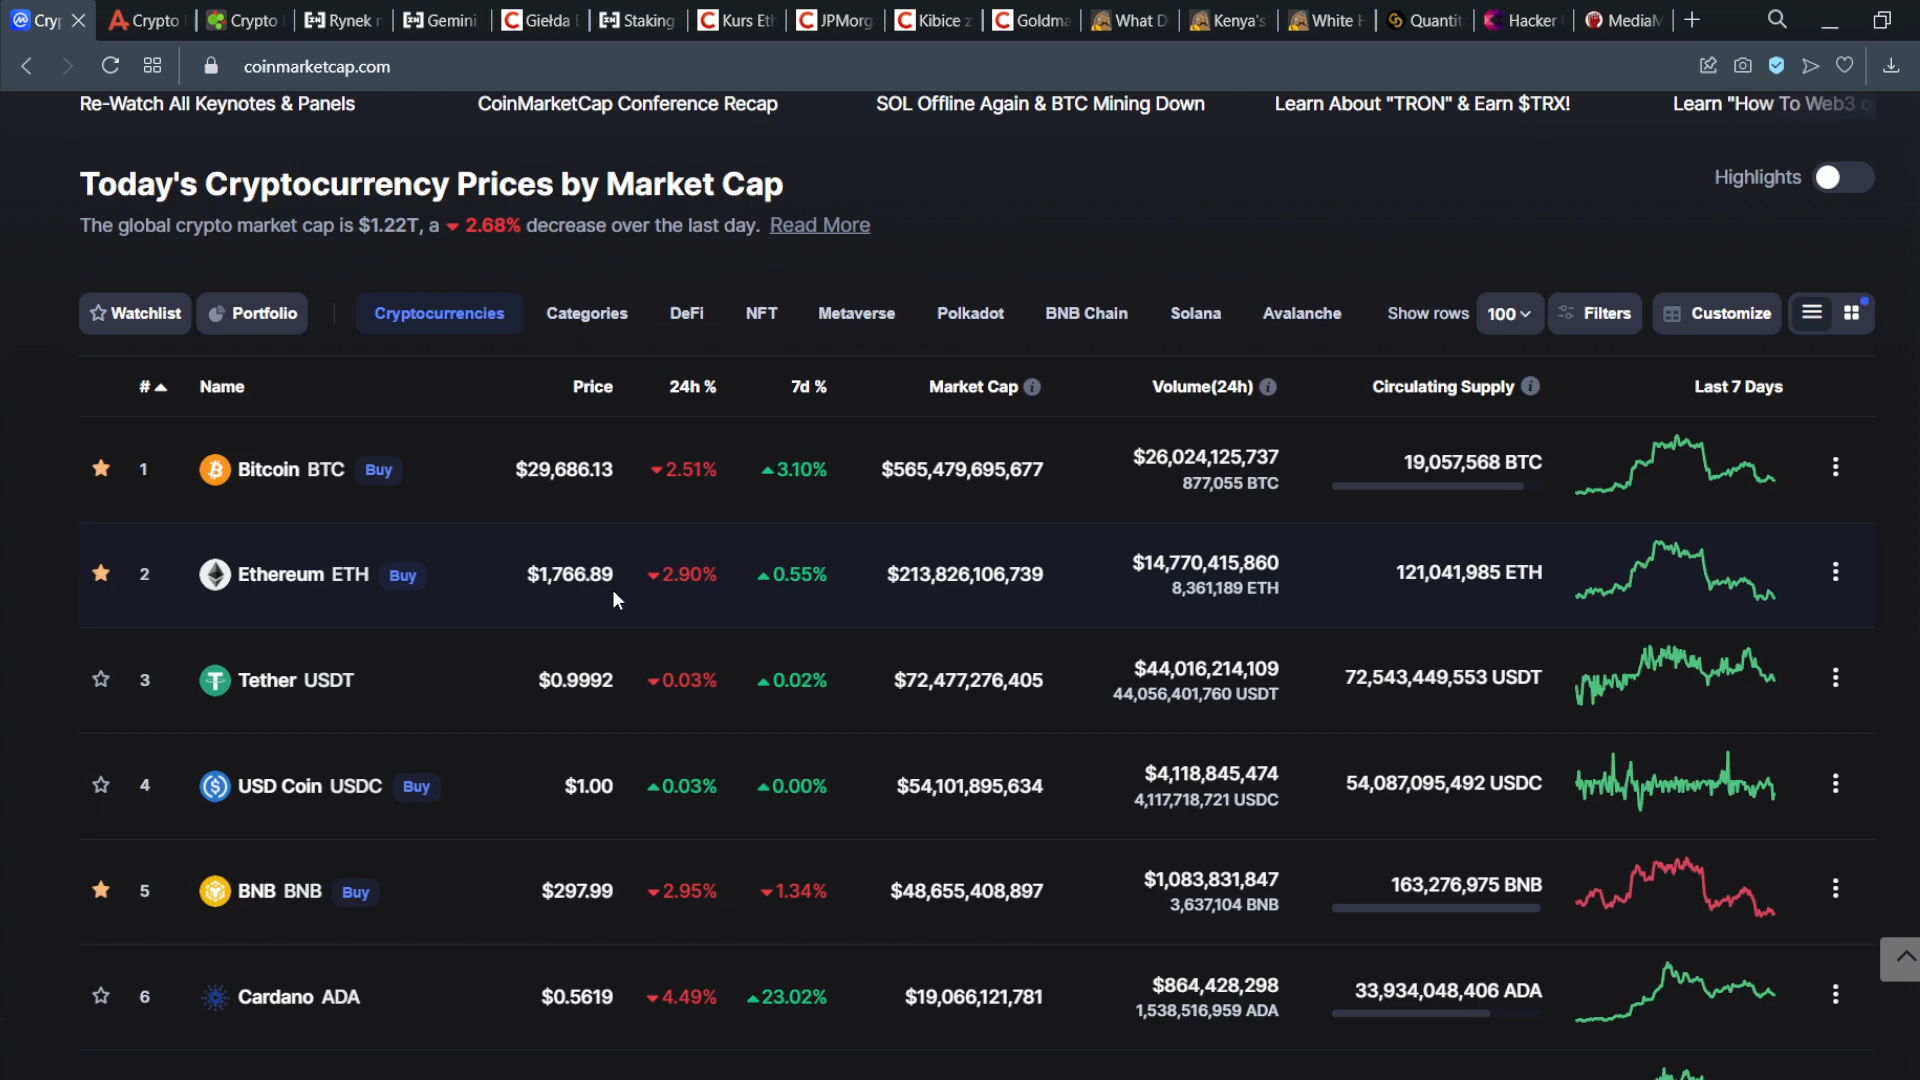 Cry Crypto Crypto Rynek Gemini Giełda Staking Kurs Eth JPMorg Kibice z Goldma What D Kenya's White H Quantit Hacker MediaM
coinmarketcap.com
Re-Watch All Keynotes & Panels CoinMarketCap Conference Recap SOL Offline Again & BTC Mining Down Learn About "TRON" & Earn $TRX! Learn "How To Web3
Today's Cryptocurrency Prices by Market Cap
Highlights
The global crypto market cap is $1.22T, a 2.68% decrease over the last day. Read More
Watchlist Portfolio Cryptocurrencies Categories DeFi NFT Metaverse Polkadot BNB Chain Solana Avalanche Show rows 100 Filters Customize
# Name Price 24h % 7d % Market Cap Volume(24h) Circulating Supply Last 7 Days
1 Bitcoin BTC Buy $29,686.13 2.51% 3.10% $565,479,695,677 $26,024,125,737 19,057,568 BTC
877,055 BTC
2 Ethereum ETH Buy $1,766.89 2.90% 0.55% $213,826,106,739 $14,770,415,860 121,041,985 ETH
8,361,189 ETH
3 Tether USDT $0.9992 0.03% 0.02% $72,477,276,405 $44,016,214,109 72,543,449,553 USDT
44,056,401,760 USDT
4 USD Coin USDC Buy $1.00 0.03% 0.00% $54,101,895,634 $4,118,845,474 54,087,095,492 USDC
4,117,718,721 USDC
5 BNB BNB Buy $297.99 2.95% 1.34% $48,655,408,897 $1,083,831,847 163,276,975 BNB
3,637,104 BNB
6 Cardano ADA $0.5619 4.49% 23.02% $19,066,121,781 $864,428,298 33,934,048,406 ADA
1,538,516,959 ADA